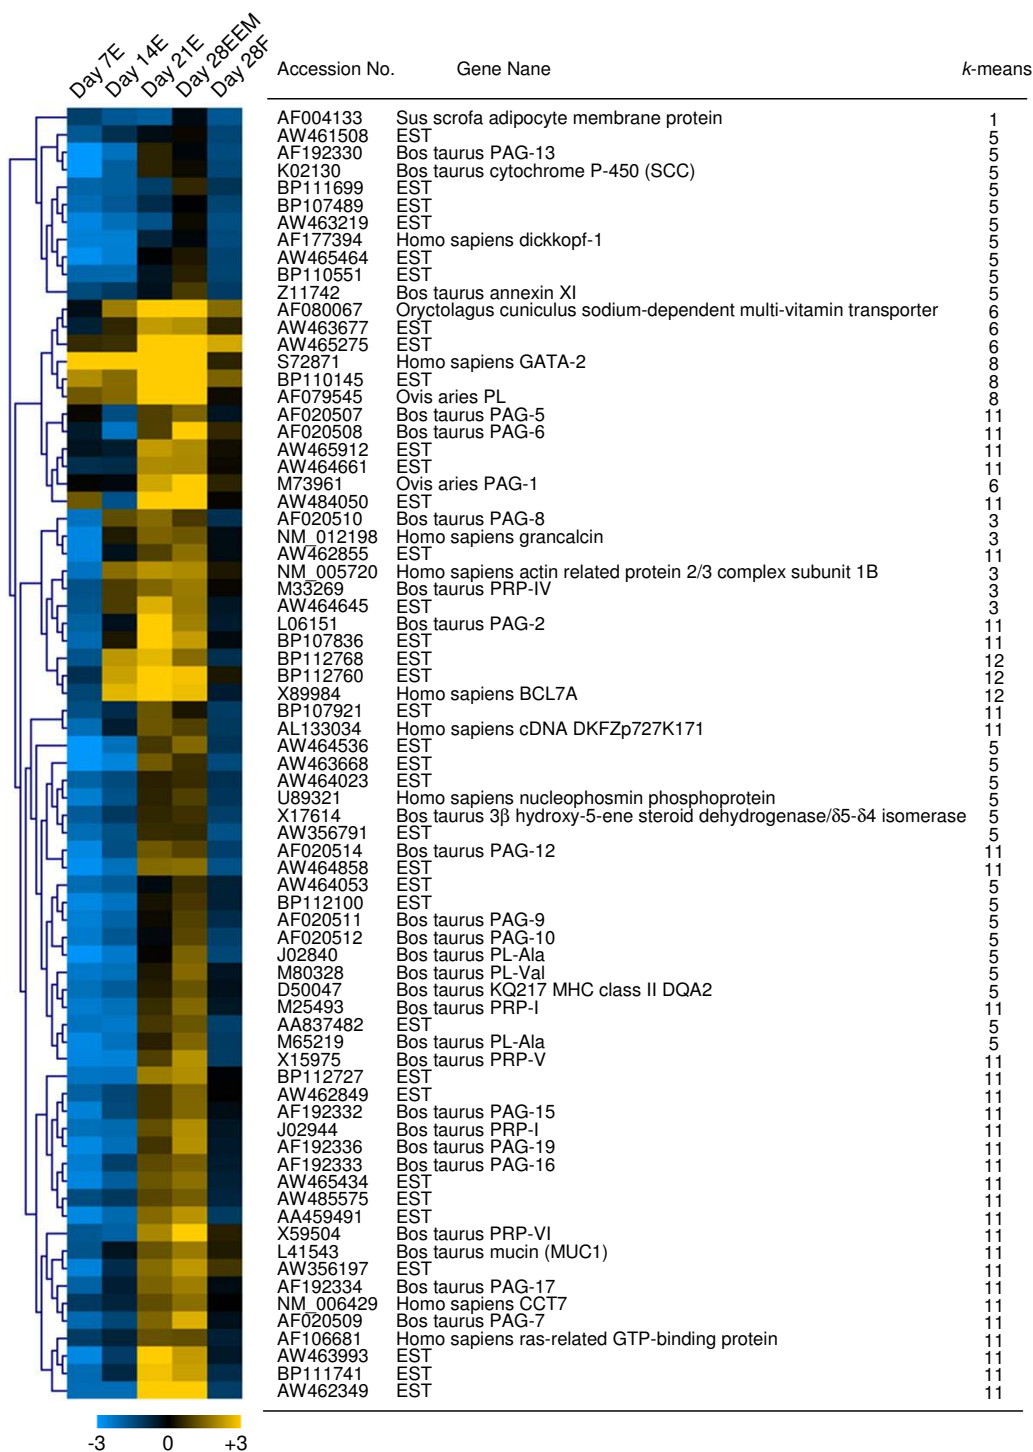 Day 7E Day 14E Day 21E Day 28EEM Day 28F
Accession No. Gene Nane k-means
AF004133 Sus scrofa adipocyte membrane protein 1
AW461508 EST 5
AF192330 Bos taurus PAG-13 5
K02130 Bos taurus cytochrome P-450 (SCC) 5
BP111699 EST 5
BP107489 EST 5
AW463219 EST 5
AF177394 Homo sapiens dickkopf-1 5
AW465464 EST 5
BP110551 EST 5
Z11742 Bos taurus annexin XI 5
AF080067 Oryctolagus cuniculus sodium-dependent multi-vitamin transporter 6
AW463677 EST 6
AW465275 EST 6
S72871 Homo sapiens GATA-2 8
BP110145 EST 8
AF079545 Ovis aries PL 8
AF020507 Bos taurus PAG-5 11
AF020508 Bos taurus PAG-6 11
AW465912 EST 11
AW464661 EST 11
M73961 Ovis aries PAG-1 6
AW484050 EST 11
AF020510 Bos taurus PAG-8 3
NM_012198 Homo sapiens grancalcin 3
AW462855 EST 11
NM_005720 Homo sapiens actin related protein 2/3 complex subunit 1B 3
M33269 Bos taurus PRP-IV 3
AW464645 EST 3
L06151 Bos taurus PAG-2 11
BP107836 EST 11
BP112768 EST 12
BP112760 EST 12
X89984 Homo sapiens BCL7A 12
BP107921 EST 11
AL133034 Homo sapiens cDNA DKFZp727K171 11
AW464536 EST 5
AW463668 EST 5
AW464023 EST 5
U89321 Homo sapiens nucleophosmin phosphoprotein 5
X17614 Bos taurus 3β hydroxy-5-ene steroid dehydrogenase/δ5-δ4 isomerase 5
AW356791 EST 5
AF020514 Bos taurus PAG-12 11
AW464858 EST 11
AW464053 EST 5
BP112100 EST 5
AF020511 Bos taurus PAG-9 5
AF020512 Bos taurus PAG-10 5
J02840 Bos taurus PL-Ala 5
M80328 Bos taurus PL-Val 5
D50047 Bos taurus KQ217 MHC class II DQA2 5
M25493 Bos taurus PRP-I 11
AA837482 EST 5
M65219 Bos taurus PL-Ala 5
X15975 Bos taurus PRP-V 11
BP112727 EST 11
AW462849 EST 11
AF192332 Bos taurus PAG-15 11
J02944 Bos taurus PRP-I 11
AF192336 Bos taurus PAG-19 11
AF192333 Bos taurus PAG-16 11
AW465434 EST 11
AW485575 EST 11
AA459491 EST 11
X59504 Bos taurus PRP-VI 11
L41543 Bos taurus mucin (MUC1) 11
AW356197 EST 11
AF192334 Bos taurus PAG-17 11
NM_006429 Homo sapiens CCT7 11
AF020509 Bos taurus PAG-7 11
AF106681 Homo sapiens ras-related GTP-binding protein 11
AW463993 EST 11
BP111741 EST 11
AW462349 EST 11
-3 0 +3